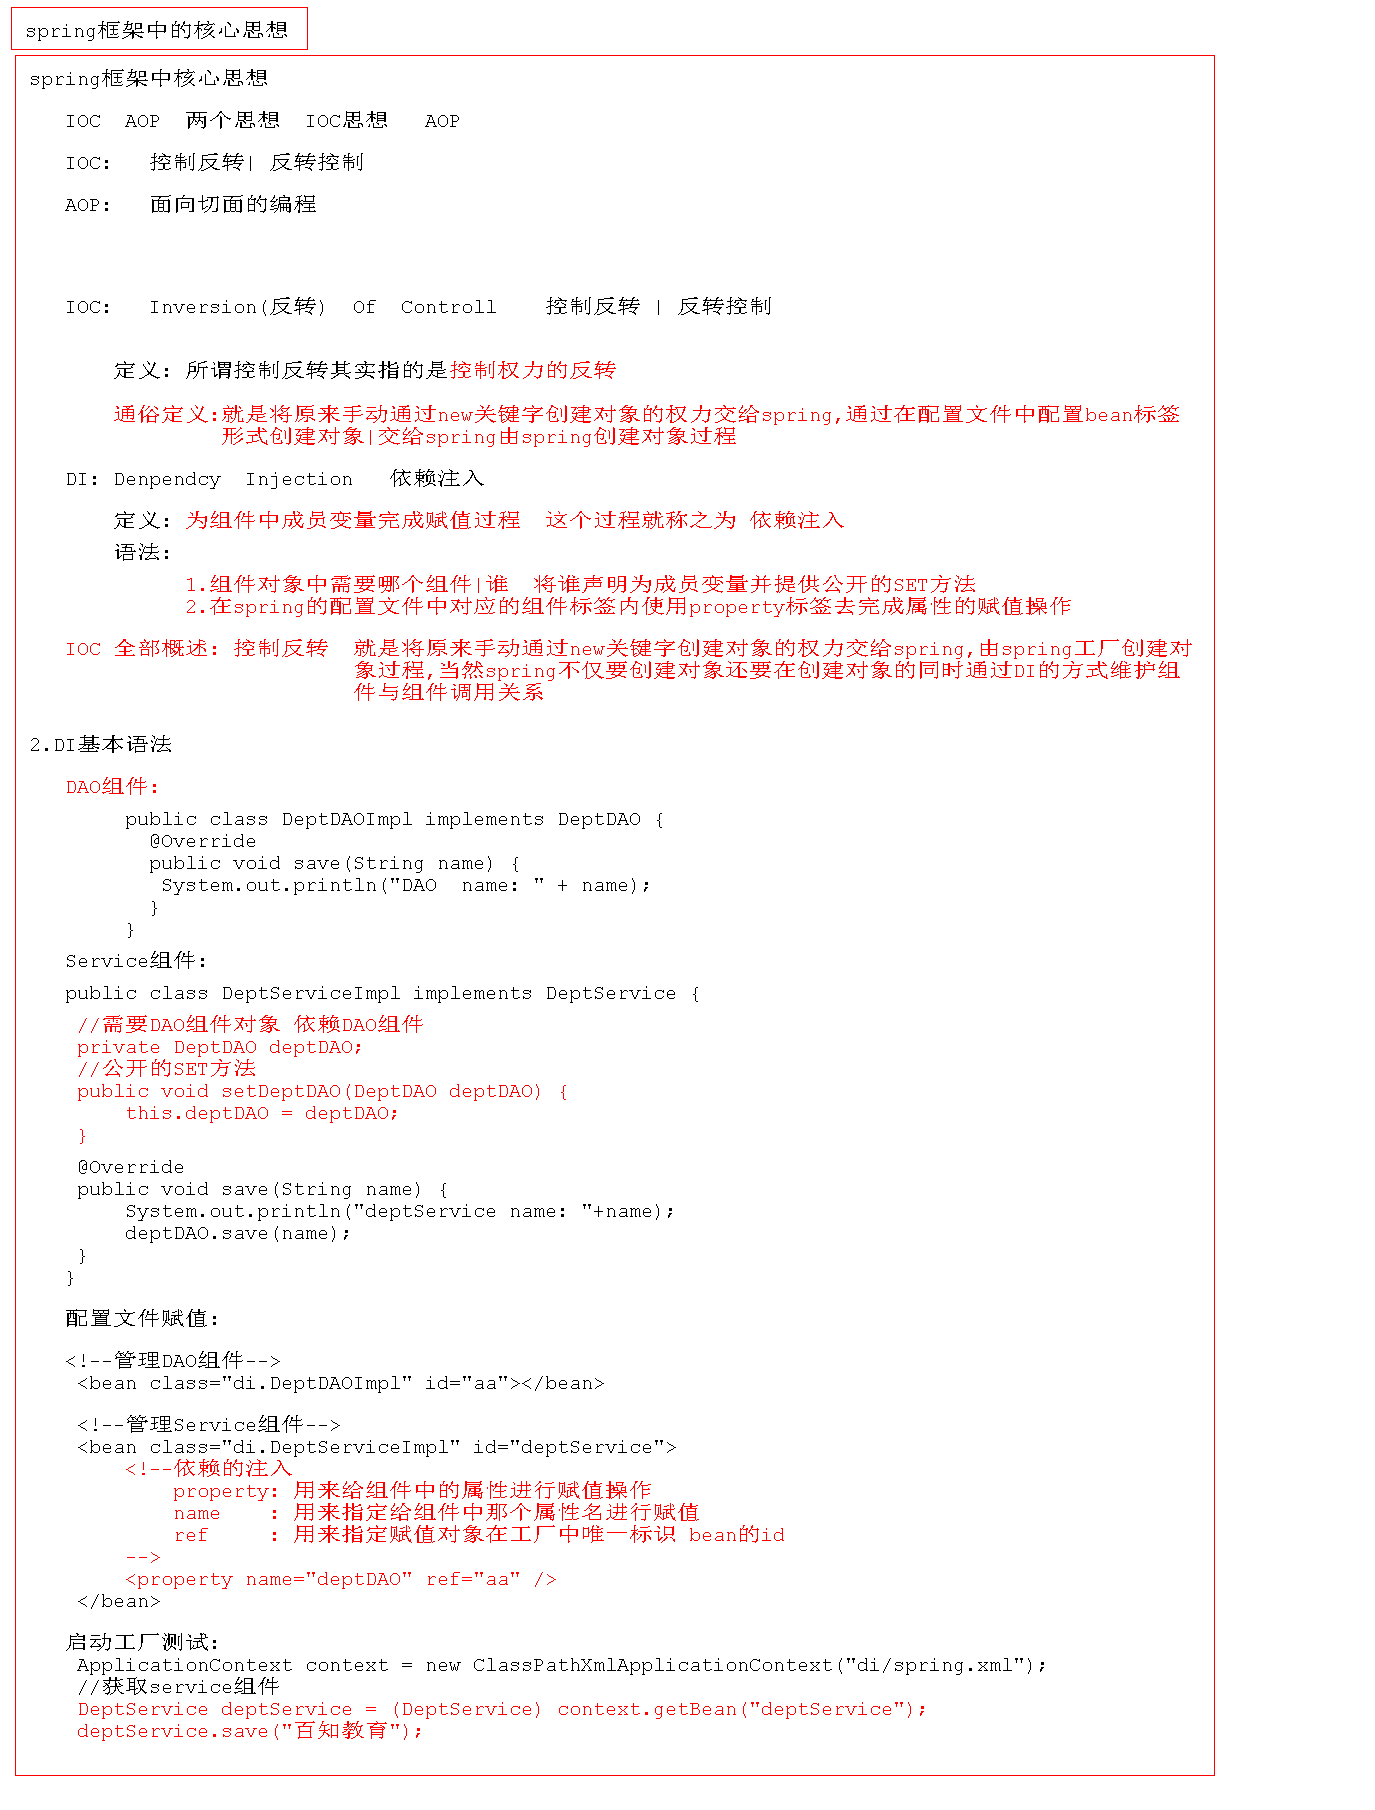 spring框架中的核心思想
spring框架中核心思想
IOC  AOP  两个思想  IOC思想   AOP
IOC:   控制反转| 反转控制
AOP:   面向切面的编程
IOC:   Inversion(反转)  Of  Controll    控制反转 | 反转控制
定义: 所谓控制反转其实指的是控制权力的反转
通俗定义:就是将原来手动通过new关键字创建对象的权力交给spring,通过在配置文件中配置bean标签
形式创建对象|交给spring由spring创建对象过程
DI: Denpendcy  Injection   依赖注入
定义: 为组件中成员变量完成赋值过程  这个过程就称之为 依赖注入
语法:
1.组件对象中需要哪个组件|谁  将谁声明为成员变量并提供公开的SET方法
2.在spring的配置文件中对应的组件标签内使用property标签去完成属性的赋值操作
IOC 全部概述: 控制反转  就是将原来手动通过new关键字创建对象的权力交给spring,由spring工厂创建对
象过程,当然spring不仅要创建对象还要在创建对象的同时通过DI的方式维护组
件与组件调用关系
2.DI基本语法
DAO组件:
public class DeptDAOImpl implements DeptDAO {
@Override
public void save(String name) {
System.out.println("DAO  name: " + name);
}
}
Service组件:
public class DeptServiceImpl implements DeptService {
//需要DAO组件对象 依赖DAO组件
private DeptDAO deptDAO;
//公开的SET方法
public void setDeptDAO(DeptDAO deptDAO) {
this.deptDAO = deptDAO;
}
@Override
public void save(String name) {
System.out.println("deptService name: "+name);
deptDAO.save(name);
}
}
配置文件赋值:
<!--管理DAO组件-->
<bean class="di.DeptDAOImpl" id="aa"></bean>
<!--管理Service组件-->
<bean class="di.DeptServiceImpl" id="deptService">
<!--依赖的注入
property: 用来给组件中的属性进行赋值操作
name    : 用来指定给组件中那个属性名进行赋值
ref     : 用来指定赋值对象在工厂中唯一标识 bean的id
-->
<property name="deptDAO" ref="aa" />
</bean>
启动工厂测试:
ApplicationContext context = new ClassPathXmlApplicationContext("di/spring.xml");
//获取service组件
DeptService deptService = (DeptService) context.getBean("deptService");
deptService.save("百知教育");